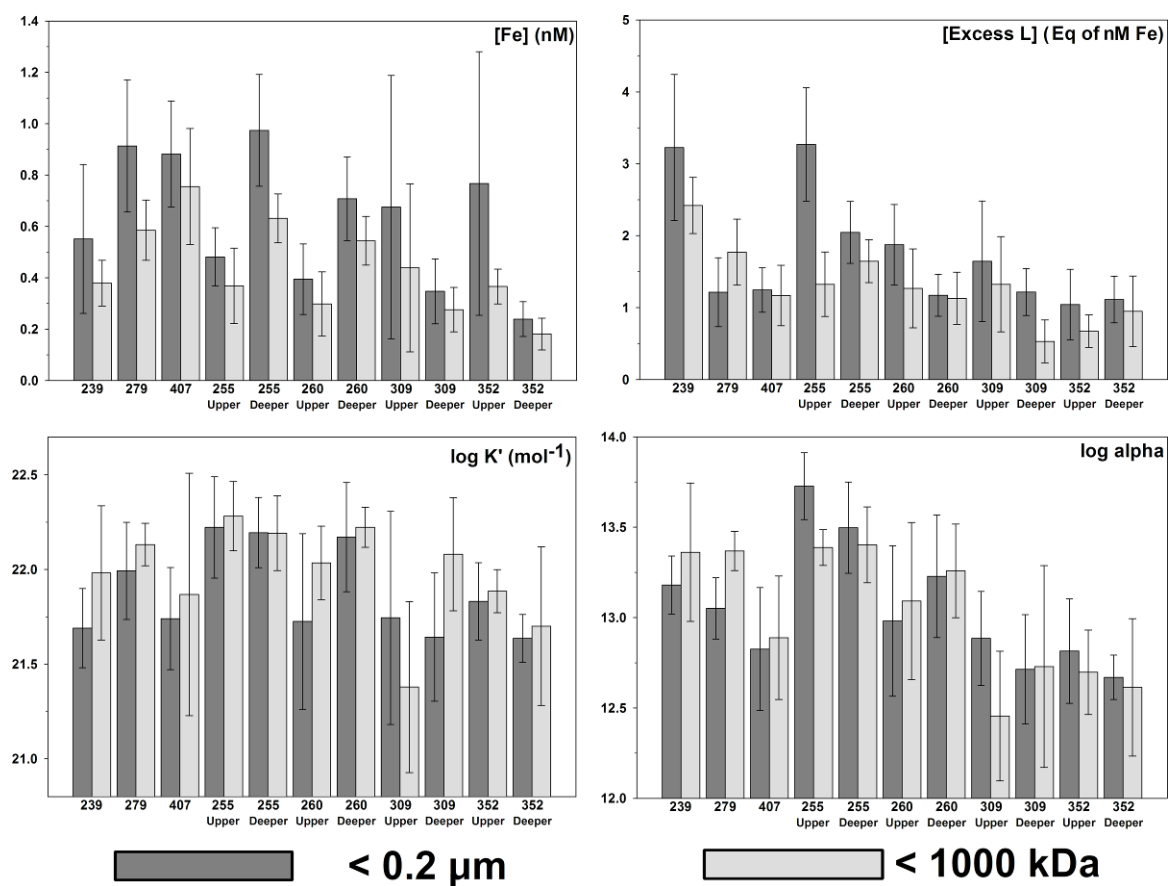 [Fe] (nM)
1.4
1.2
1.0
0.8
0.6
0.4
0.2
0.0
239 279 407 255 255 260 260 309 309 352 352
Upper Deeper Upper Deeper Upper Deeper Upper Deeper
[Excess L] (Eq of nM Fe)
5
4
3
2
1
0
239 279 407 255 255 260 260 309 309 352 352
Upper Deeper Upper Deeper Upper Deeper Upper Deeper
log K' (mol-1)
22.5
22.0
21.5
21.0
239 279 407 255 255 260 260 309 309 352 352
Upper Deeper Upper Deeper Upper Deeper Upper Deeper
log alpha
14.0
13.5
13.0
12.5
12.0
239 279 407 255 255 260 260 309 309 352 352
Upper Deeper Upper Deeper Upper Deeper Upper Deeper
< 0.2 µm
< 1000 kDa